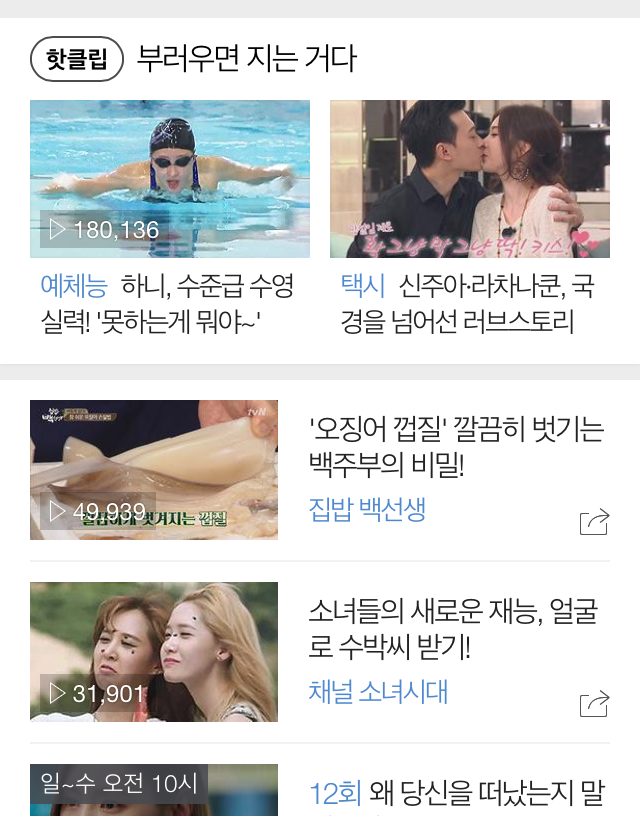 핫클립 부러우면 지는 거다
180,136
확 그냥 막 그냥 딱! 키스!
예체능 하니, 수준급 수영
실력! '못하는게 뭐야~'
택시 신주아·라차나쿤, 국
경을 넘어선 러브스토리
tvN
49,939
깔끔하게 벗겨지는 껍질
'오징어 껍질' 깔끔히 벗기는
백주부의 비밀!
집밥 백선생
31,901
소녀들의 새로운 재능, 얼굴
로 수박씨 받기!
채널 소녀시대
일~수 오전 10시
12회 왜 당신을 떠났는지 말